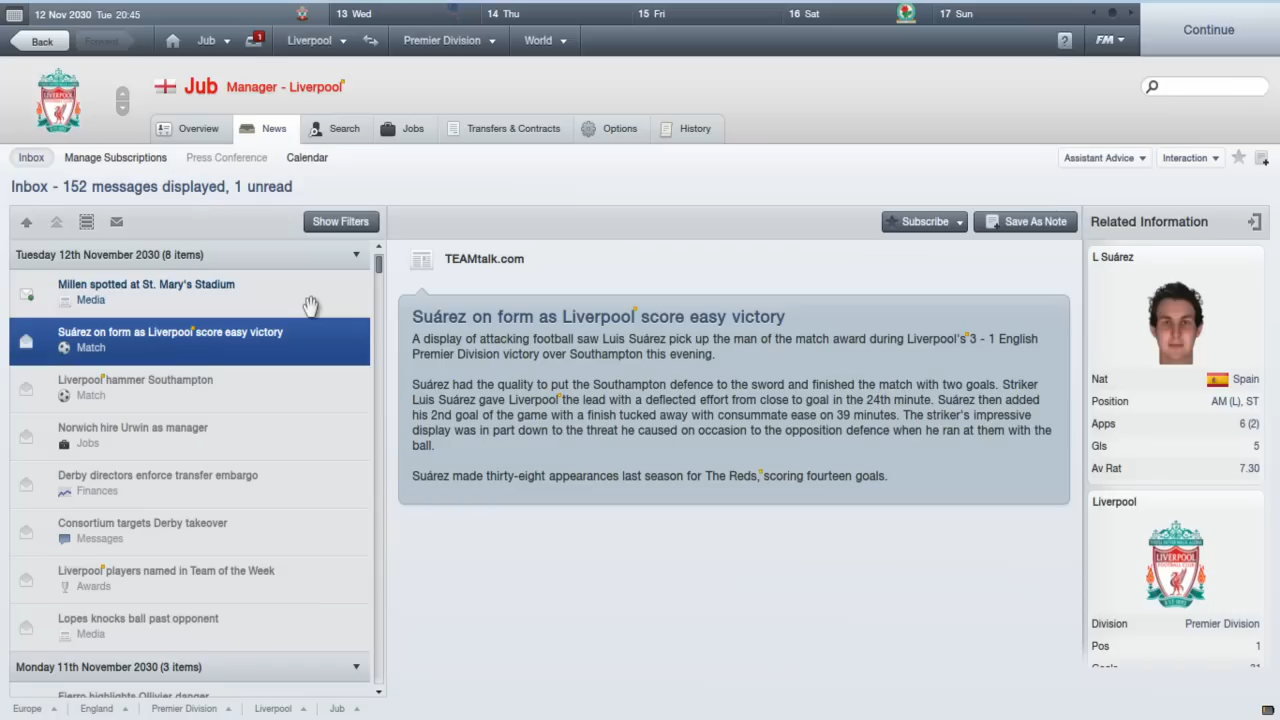 12 Nov 2030 Tue 20:45
13 Wed
14 Thu
15 Fri
16 Sat
17 Sun
Continue
Back
Forward
Jub
1
Liverpool
Premier Division
World
?
FM
Jub Manager - Liverpool
Overview
News
Search
Jobs
Transfers & Contracts
Options
History
Inbox
Manage Subscriptions
Press Conference
Calendar
Assistant Advice
Interaction
Inbox - 152 messages displayed, 1 unread
Show Filters
Subscribe
Save As Note
Related Information
Tuesday 12th November 2030 (8 items)
Millen spotted at St. Mary's Stadium
Media
Suárez on form as Liverpool score easy victory
Match
Liverpool hammer Southampton
Match
Norwich hire Urwin as manager
Jobs
Derby directors enforce transfer embargo
Finances
Consortium targets Derby takeover
Messages
Liverpool players named in Team of the Week
Awards
Lopes knocks ball past opponent
Media
Monday 11th November 2030 (3 items)
Fierro highlights Ollivier danger
TEAMtalk.com
Suárez on form as Liverpool score easy victory
A display of attacking football saw Luis Suárez pick up the man of the match award during Liverpool's 3 - 1 English
Premier Division victory over Southampton this evening.
Suárez had the quality to put the Southampton defence to the sword and finished the match with two goals. Striker
Luis Suárez gave Liverpool the lead with a deflected effort from close to goal in the 24th minute. Suárez then added
his 2nd goal of the game with a finish tucked away with consummate ease on 39 minutes. The striker's impressive
display was in part down to the threat he caused on occasion to the opposition defence when he ran at them with the
ball.
Suárez made thirty-eight appearances last season for The Reds, scoring fourteen goals.
L Suárez
Nat Spain
Position AM (L), ST
Apps 6 (2)
Gls 5
Av Rat 7.30
Liverpool
Division Premier Division
Pos 1
Goals 21
Europe
England
Premier Division
Liverpool
Jub